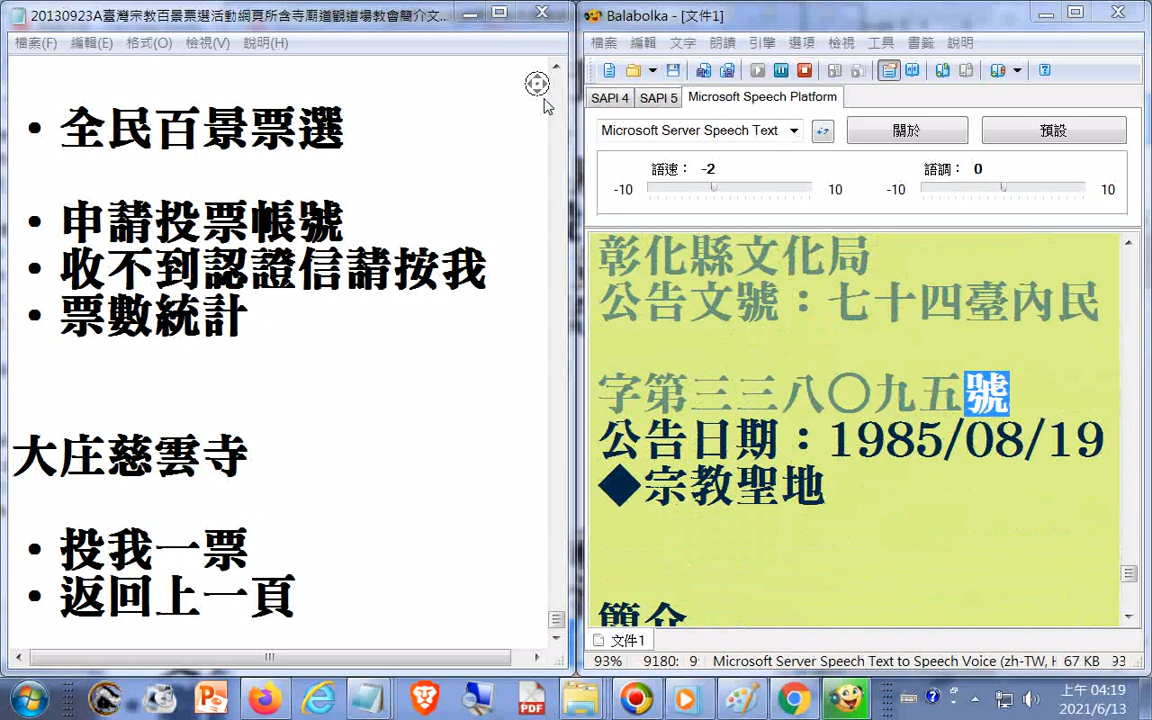 20130923A臺灣宗教百景票選活動網頁所含寺廟道觀道場教會簡介文...
檔案(F) 編輯(E) 格式(O) 檢視(V) 說明(H)
• 全民百景票選
• 申請投票帳號
• 收不到認證信請按我
• 票數統計
大庄慈雲寺
• 投我一票
• 返回上一頁
Balabolka - [文件1]
檔案 編輯 文字 朗讀 引擎 選項 檢視 工具 書籤 說明
SAPI 4 SAPI 5 Microsoft Speech Platform
Microsoft Server Speech Text 關於 預設
語速： -2 語調： 0
-10 10 -10 10
彰化縣文化局
公告文號：七十四臺內民
字第三三八〇九五號
公告日期：1985/08/19
◆宗教聖地
簡介
文件1
93% 9180: 9 Microsoft Server Speech Text to Speech Voice (zh-TW, H 67 KB 93
上午 04:19
2021/6/13
PDF